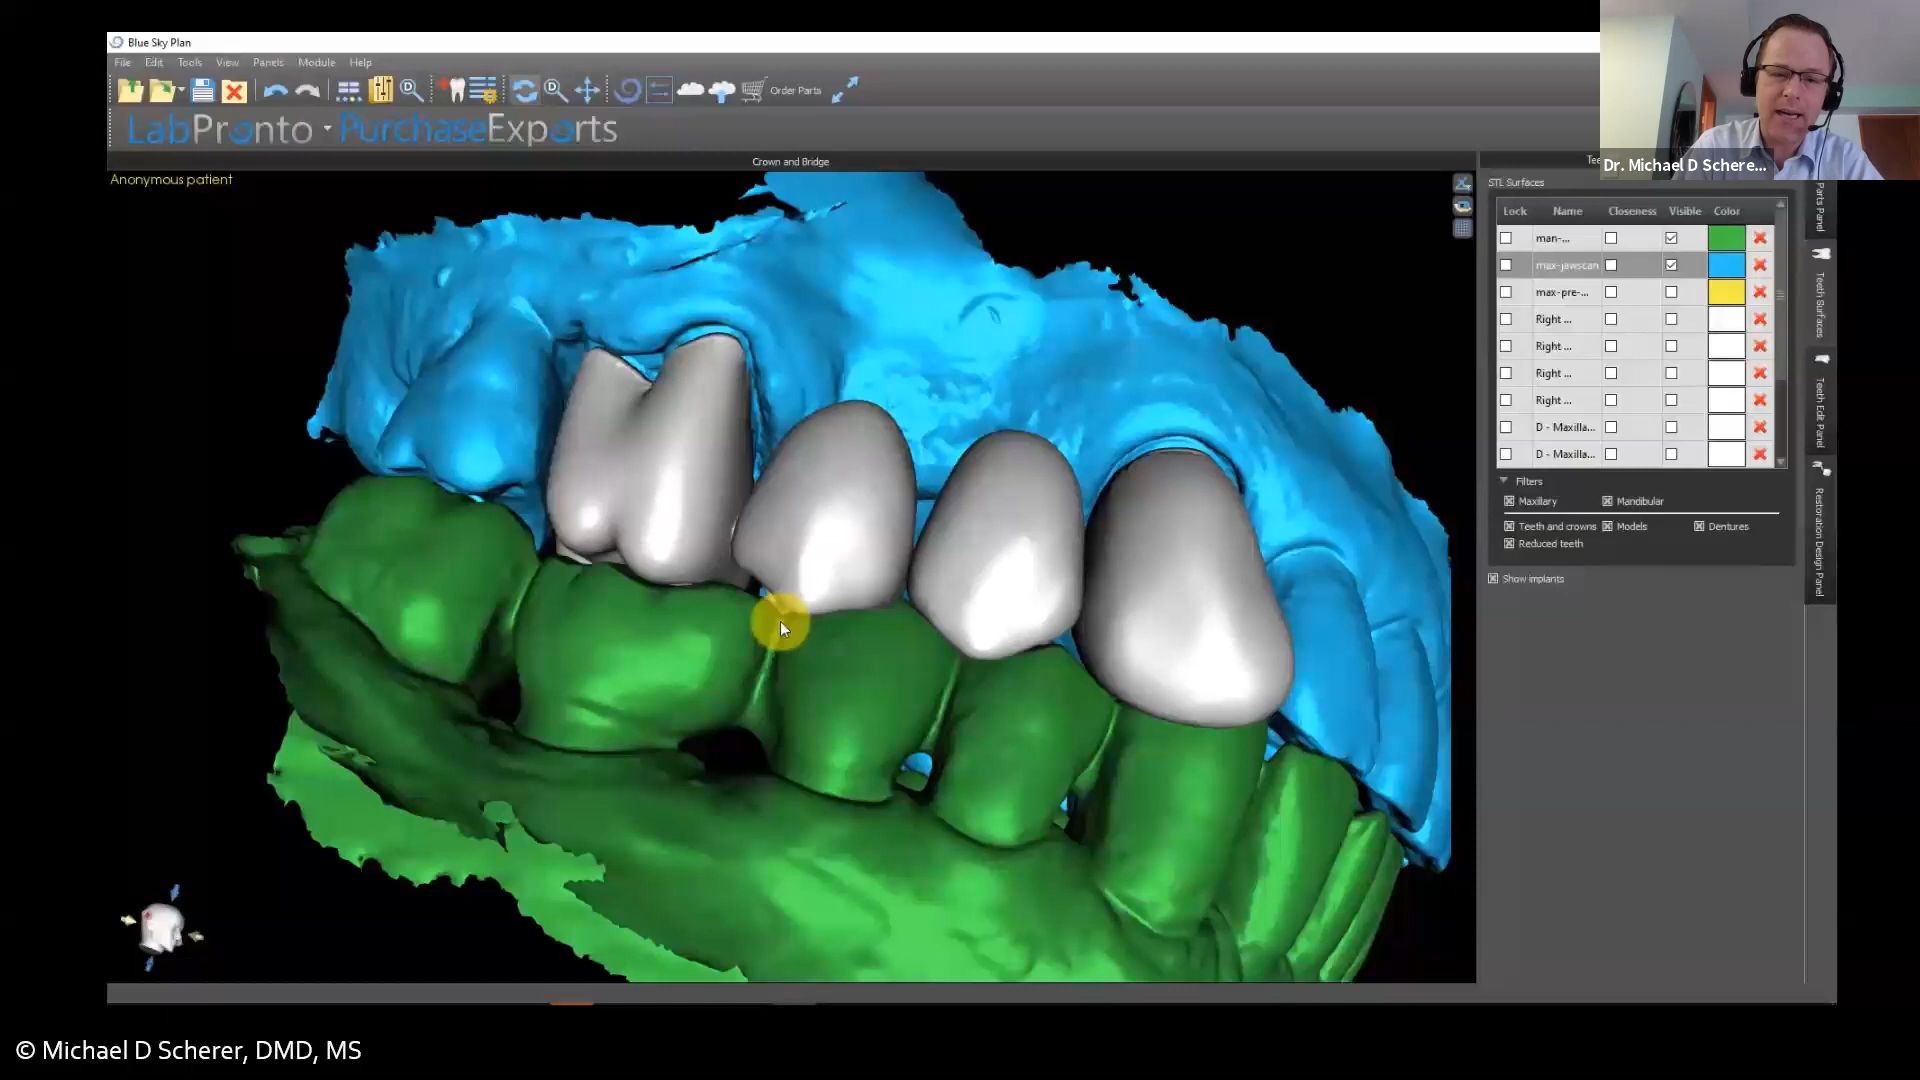 Blue Sky Plan
File Edit Tools View Panels Module Help
Order Parts
LabPronto PurchaseExports
Crown and Bridge
Anonymous patient
Dr. Michael D Schere...
STL Surfaces
Lock Name Closeness Visible Color
man-...
max-jawscan
max-pre-...
Right ...
Right ...
Right ...
Right ...
D - Maxilla...
D - Maxilla...
Filters
Maxillary Mandibular
Teeth and crowns Models Dentures
Reduced teeth
Show implants
Parts Panel
Teeth Surfaces
Teeth Edit Panel
Restoration Design Panel
© Michael D Scherer, DMD, MS